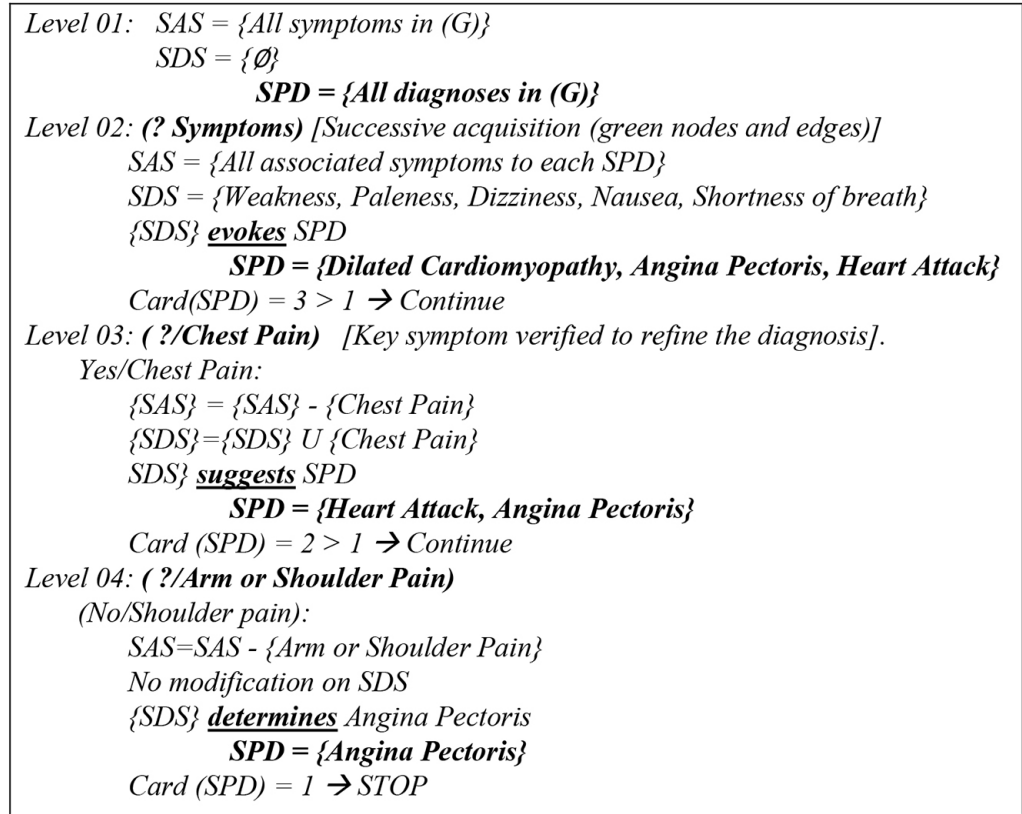 Level 01: SAS = {All symptoms in (G)}
SDS = {Ø}
SPD = {All diagnoses in (G)}
Level 02: (? Symptoms) [Successive acquisition (green nodes and edges)]
SAS = {All associated symptoms to each SPD}
SDS = {Weakness, Paleness, Dizziness, Nausea, Shortness of breath}
{SDS} evokes SPD
SPD = {Dilated Cardiomyopathy, Angina Pectoris, Heart Attack}
Card(SPD) = 3 > 1 → Continue
Level 03: ( ?/Chest Pain) [Key symptom verified to refine the diagnosis].
Yes/Chest Pain:
{SAS} = {SAS} - {Chest Pain}
{SDS}={SDS} U {Chest Pain}
SDS} suggests SPD
SPD = {Heart Attack, Angina Pectoris}
Card (SPD) = 2 > 1 → Continue
Level 04: ( ?/Arm or Shoulder Pain)
(No/Shoulder pain):
SAS=SAS - {Arm or Shoulder Pain}
No modification on SDS
{SDS} determines Angina Pectoris
SPD = {Angina Pectoris}
Card (SPD) = 1 → STOP